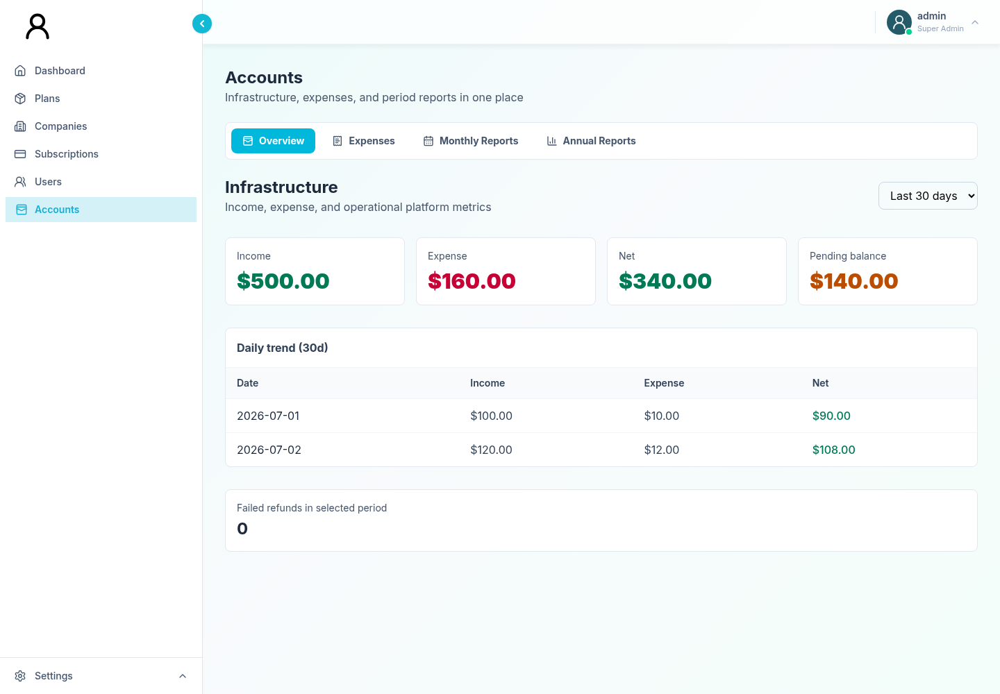 admin
Super Admin
Dashboard
Plans
Companies
Subscriptions
Users
Accounts
Settings
Accounts
Infrastructure, expenses, and period reports in one place
Overview Expenses Monthly Reports Annual Reports
Infrastructure
Income, expense, and operational platform metrics
Last 30 days
Income Expense Net Pending balance
$500.00 $160.00 $340.00 $140.00
Daily trend (30d)
Date Income Expense Net
2026-07-01 $100.00 $10.00 $90.00
2026-07-02 $120.00 $12.00 $108.00
Failed refunds in selected period
0